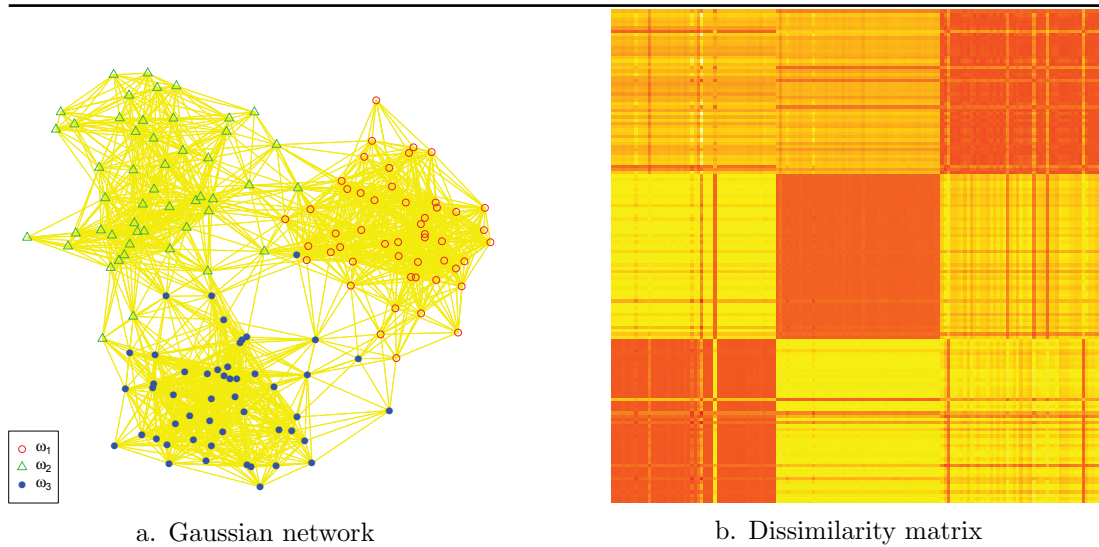 ω1
ω2
ω3
a. Gaussian network
b. Dissimilarity matrix